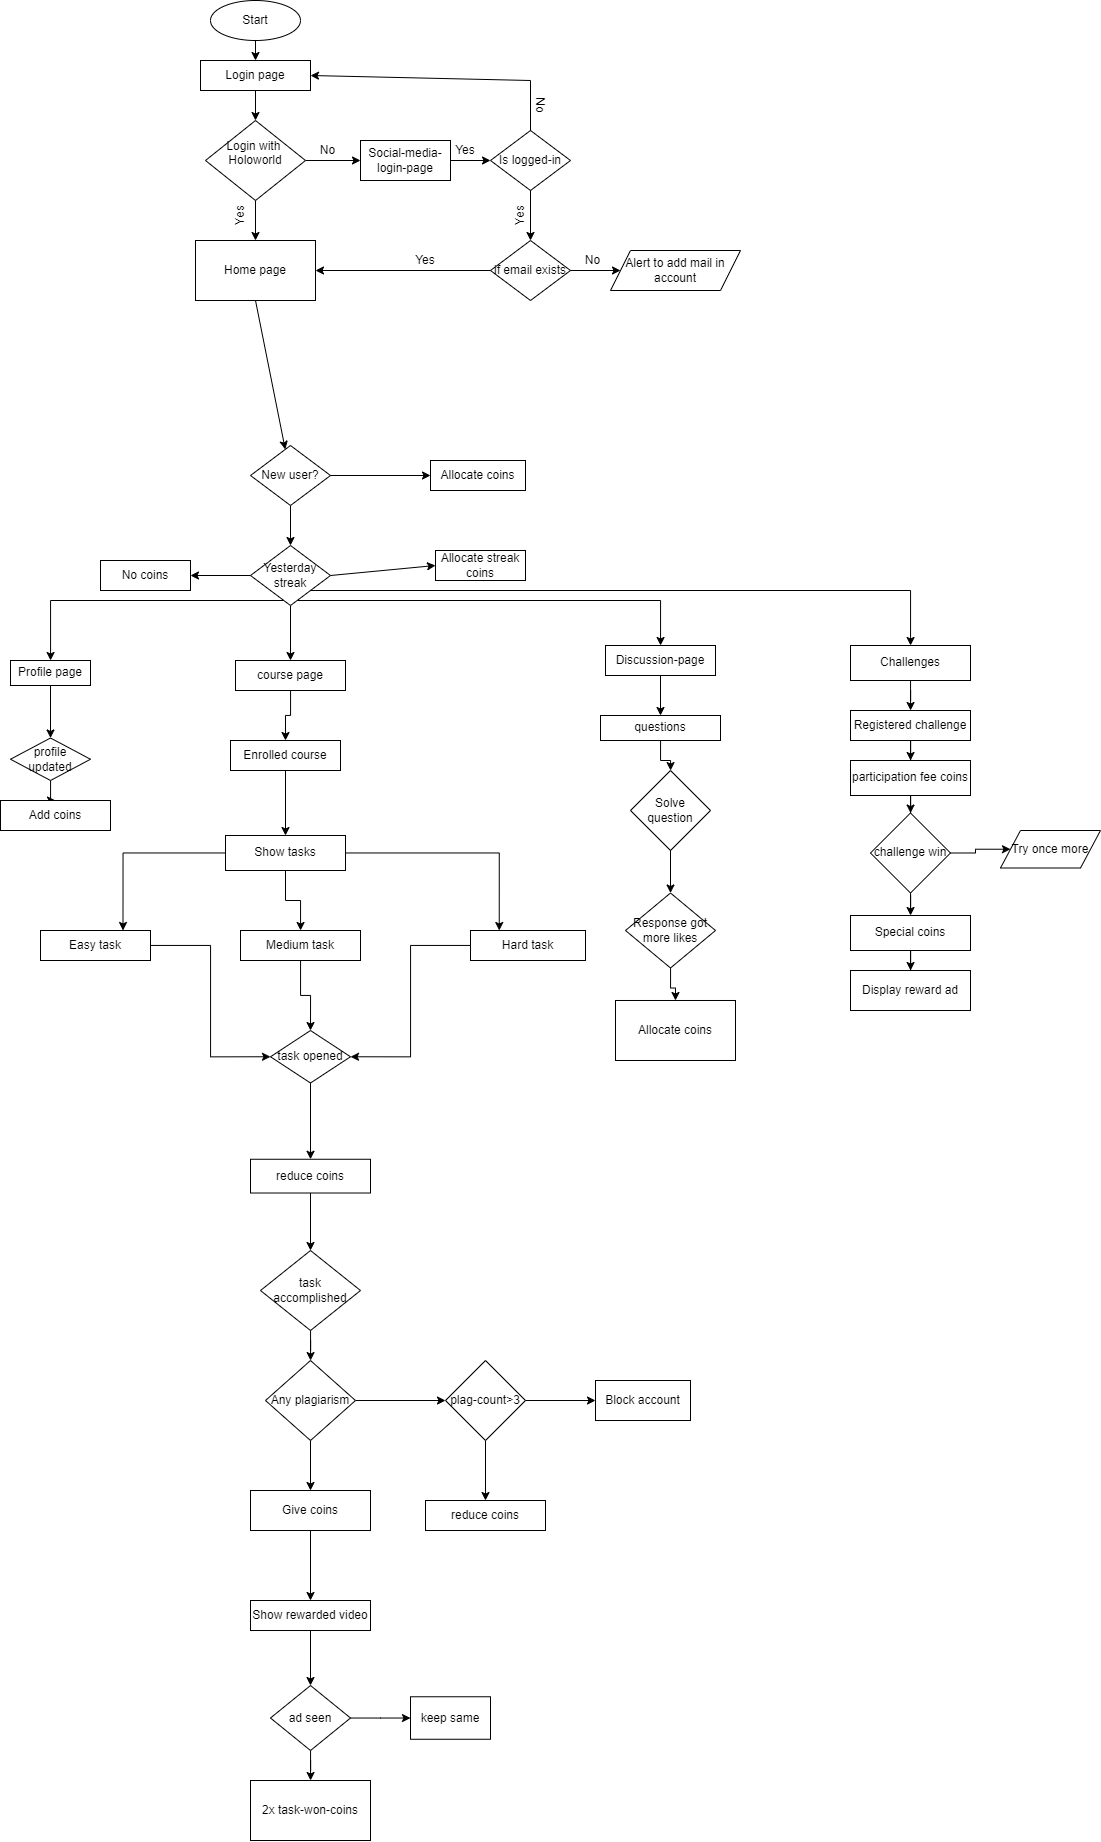 Start
Login page
No
Login with
Holoworld
No
Social-media-
login-page
Yes
Is logged-in
Yes
Yes
Home page
Yes
If email exists
No
Alert to add mail in
account
New user?
Allocate coins
No coins
Yesterday
streak
Allocate streak
coins
Profile page
course page
Discussion-page
Challenges
profile
updated
Enrolled course
questions
Registered challenge
participation fee coins
Add coins
Show tasks
Solve
question
challenge win
Try once more
Easy task
Medium task
Hard task
Response got
more likes
Special coins
Display reward ad
task opened
Allocate coins
reduce coins
task
accomplished
Any plagiarism
plag-count>3
Block account
Give coins
reduce coins
Show rewarded video
ad seen
keep same
2x task-won-coins